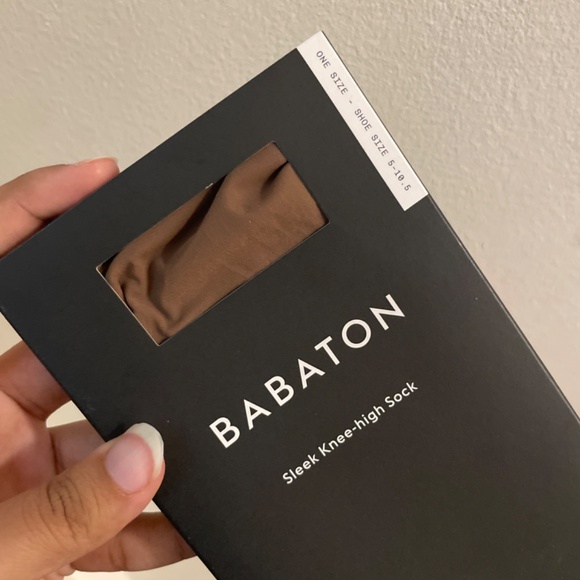 ONE SIZE - SHOE SIZE 5-10.5
BABATON
Sleek Knee-high Sock